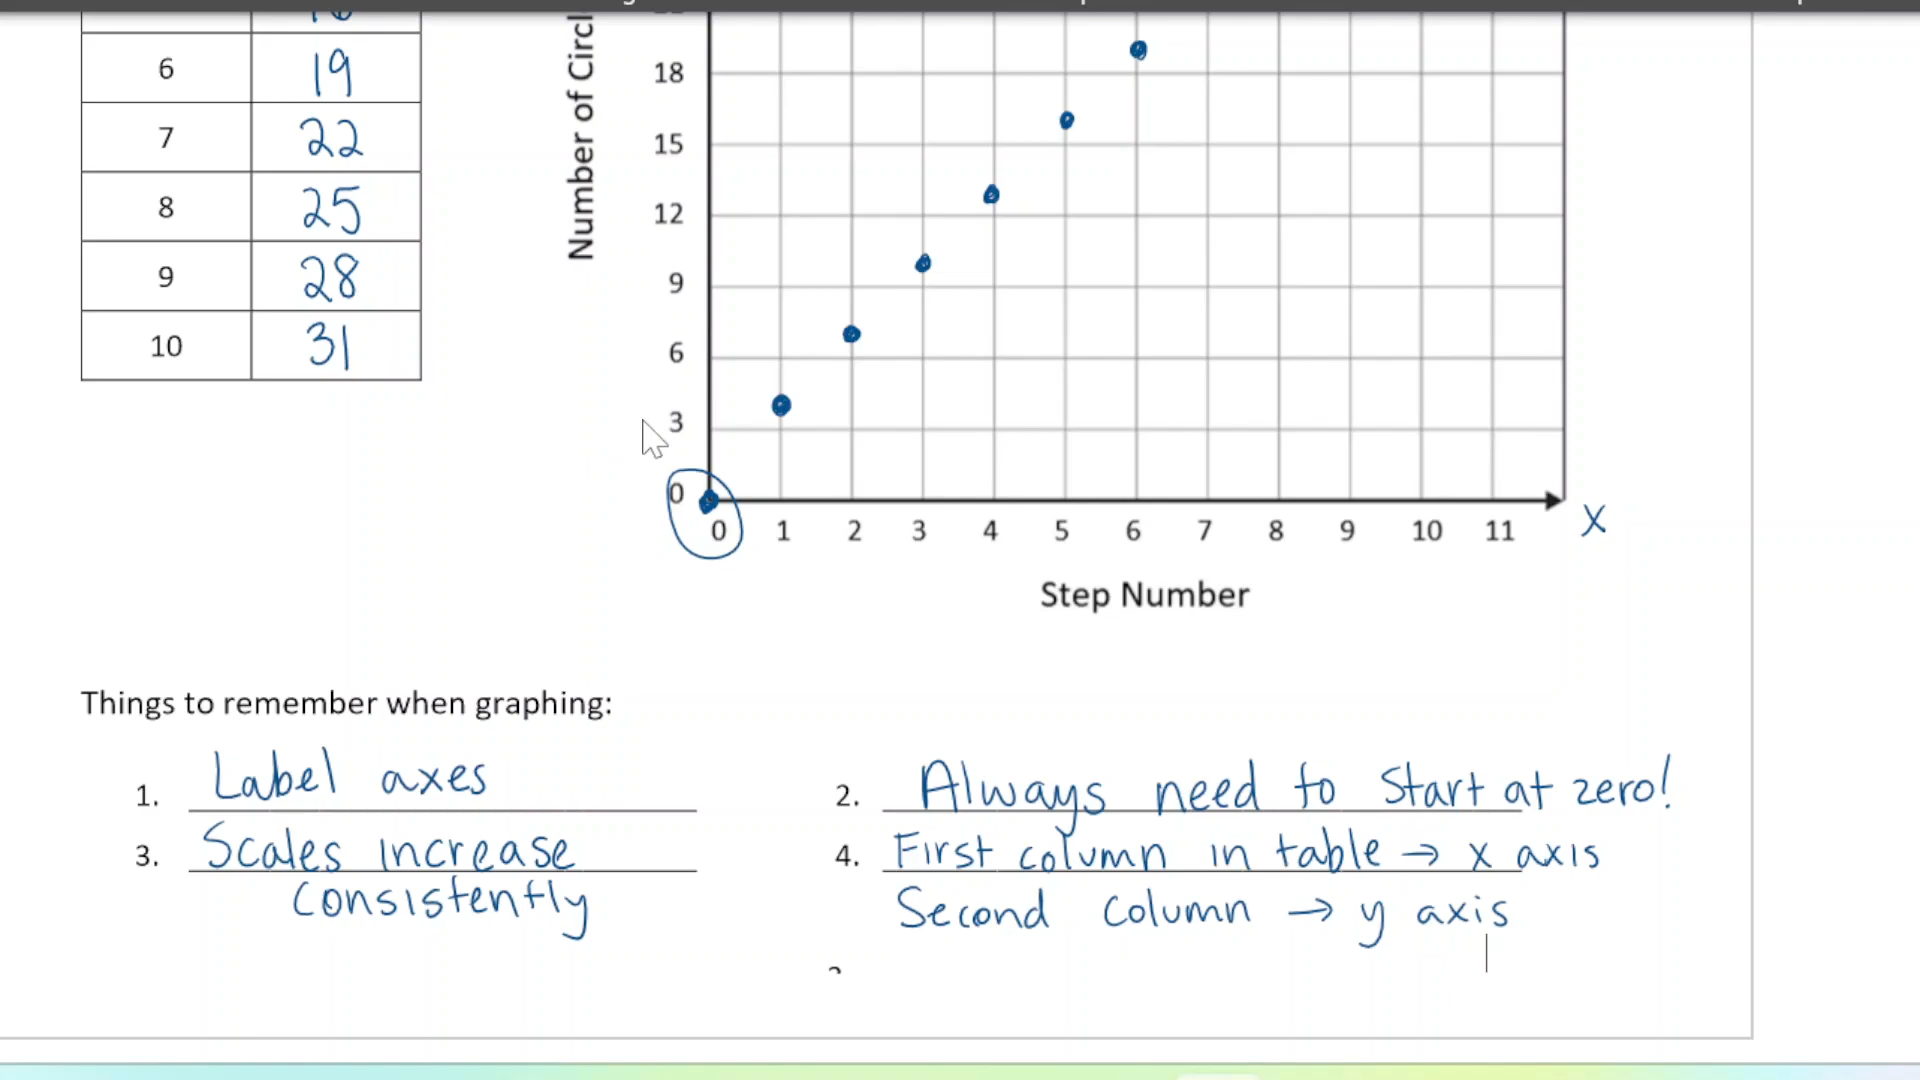 6 19
7 22
8 25
9 28
10 31
Number of Circl
18
15
12
9
6
3
0
0 1 2 3 4 5 6 7 8 9 10 11
x
Step Number
Things to remember when graphing:
1. Label axes
2. Always need to start at zero!
3. Scales increase
consistently
4. First column in table → x axis
Second column → y axis